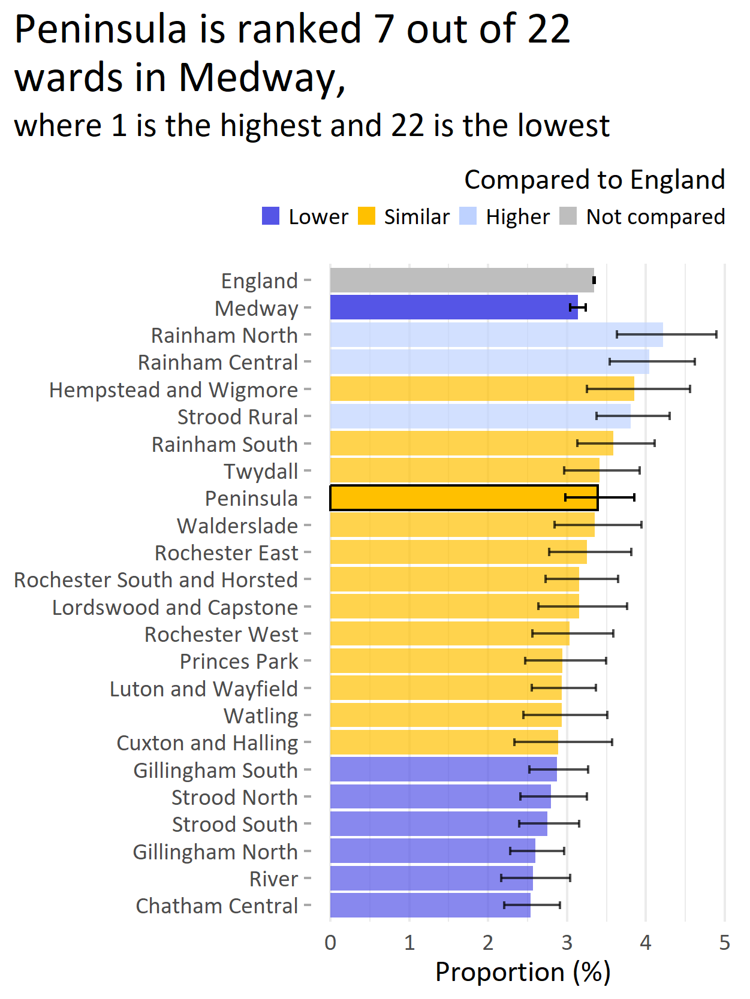 Peninsula is ranked 7 out of 22
wards in Medway,
where 1 is the highest and 22 is the lowest
Compared to England
Lower Similar Higher Not compared
England
Medway
Rainham North
Rainham Central
Hempstead and Wigmore
Strood Rural
Rainham South
Twydall
Peninsula
Walderslade
Rochester East
Rochester South and Horsted
Lordswood and Capstone
Rochester West
Princes Park
Luton and Wayfield
Watling
Cuxton and Halling
Gillingham South
Strood North
Strood South
Gillingham North
River
Chatham Central
0 1 2 3 4 5
Proportion (%)